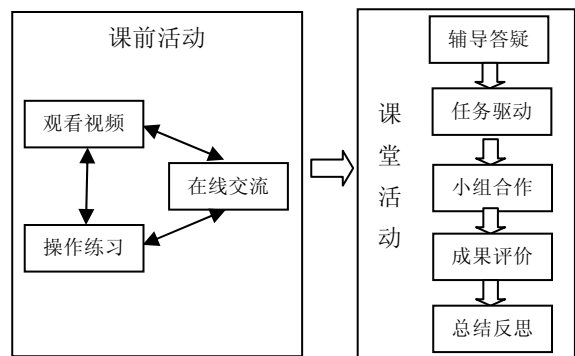 课前活动
观看视频
在线交流
操作练习
课堂活动
辅导答疑
任务驱动
小组合作
成果评价
总结反思